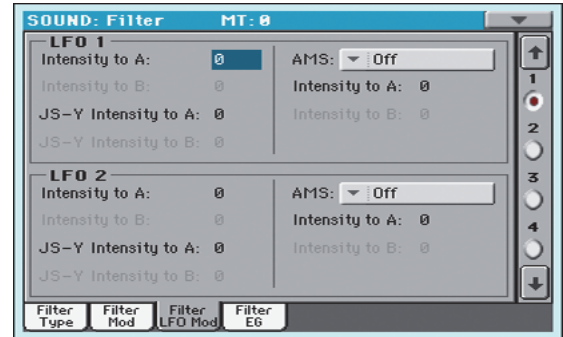 SOUND: Filter MT:0
LFO 1
Intensity to A: 0 AMS: Off
Intensity to B: 0 Intensity to A: 0
JS-Y Intensity to A: 0 Intensity to B: 0
JS-Y Intensity to B: 0
LFO 2
Intensity to A: 0 AMS: Off
Intensity to B: 0 Intensity to A: 0
JS-Y Intensity to A: 0 Intensity to B: 0
JS-Y Intensity to B: 0
1
2
3
4
Filter Type Filter Mod Filter LFO Mod Filter EG